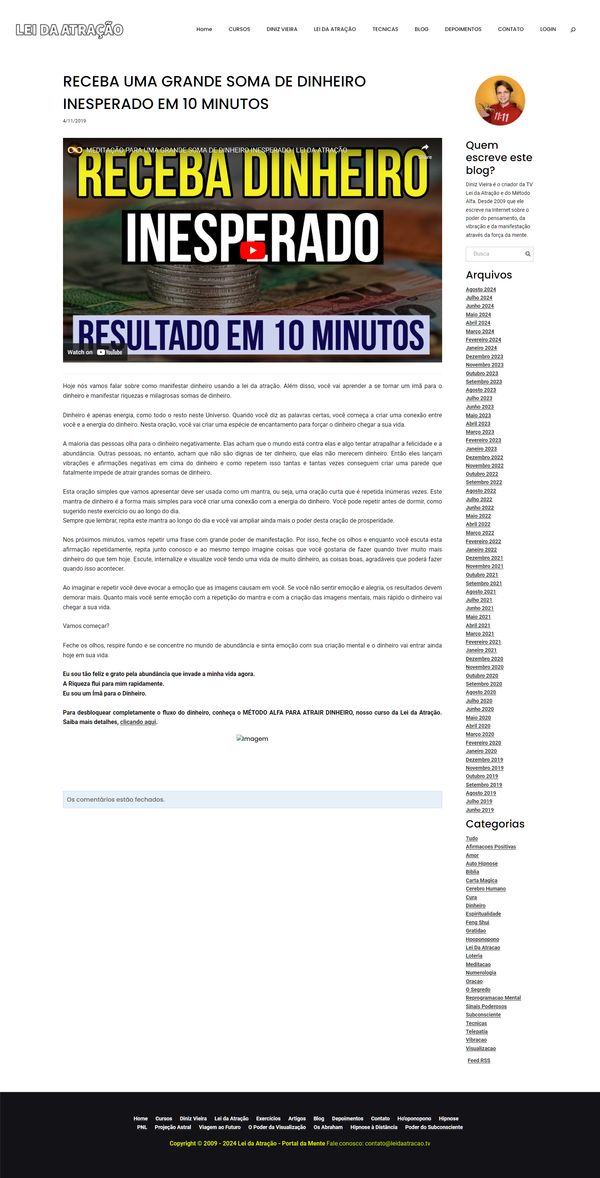 LEI DA ATRAÇÃO
Home CURSOS DINIZ VIEIRA LEI DA ATRAÇÃO TECNICAS BLOG DEPOIMENTOS CONTATO LOGIN
RECEBA UMA GRANDE SOMA DE DINHEIRO
INESPERADO EM 10 MINUTOS
4/11/2019
MEDITAÇÃO PARA UMA GRANDE SOMA DE DINHEIRO INESPERADO | LEI DA ATRAÇÃO
Share
RECEBA DINHEIRO
INESPERADO
RESULTADO EM 10 MINUTOS
Watch on YouTube
Hoje nós vamos falar sobre como manifestar dinheiro usando a lei da atração. Além disso, você vai aprender a se tornar um ímã para o
dinheiro e manifestar riquezas e milagrosas somas de dinheiro.
Dinheiro é apenas energia, como todo o resto neste Universo. Quando você diz as palavras certas, você começa a criar uma conexão entre
você e a energia do dinheiro. Nesta oração, você vai criar uma espécie de encantamento para forçar o dinheiro chegar a sua vida.
A maioria das pessoas olha para o dinheiro negativamente. Elas acham que o mundo está contra elas e algo tentar atrapalhar a felicidade e a
abundância. Outras pessoas, no entanto, acham que não são dignas de ter dinheiro, que elas não merecem dinheiro. Então eles lançam
vibrações e afirmações negativas em cima do dinheiro e como repetem isso tantas e tantas vezes conseguem criar uma parede que
fatalmente impede de atrair grandes somas de dinheiro.
Esta oração simples que vamos apresentar deve ser usada como um mantra, ou seja, uma oração curta que é repetida inúmeras vezes. Este
mantra de dinheiro é a forma mais simples para você criar uma conexão com a energia do dinheiro. Você pode repetir antes de dormir, como
sugerido neste exercício ou ao longo do dia.
Sempre que lembrar, repita este mantra ao longo do dia e você vai ampliar ainda mais o poder desta oração de prosperidade.
Nos próximos minutos, vamos repetir uma frase com grande poder de manifestação. Por isso, feche os olhos e enquanto você escuta esta
afirmação repetidamente, repita junto conosco e ao mesmo tempo imagine coisas que você gostaria de fazer quando tiver muito mais
dinheiro do que tem hoje. Escute, internalize e visualize você tendo uma vida de muito dinheiro, as coisas boas, agradáveis que poderá fazer
quando isso acontecer.
Ao imaginar e repetir você deve evocar a emoção que as imagens causam em você. Se você não sentir emoção e alegria, os resultados devem
demorar mais. Quanto mais você sente emoção com a repetição do mantra e com a criação das imagens mentais, mais rápido o dinheiro vai
chegar a sua vida.
Vamos começar?
Feche os olhos, respire fundo e se concentre no mundo de abundância e sinta emoção com sua criação mental e o dinheiro vai entrar ainda
hoje em sua vida.
Eu sou tão feliz e grato pela abundância que invade a minha vida agora.
A Riqueza flui para mim rapidamente.
Eu sou um Ímã para o Dinheiro.
Para desbloquear completamente o fluxo do dinheiro, conheça o MÉTODO ALFA PARA ATRAIR DINHEIRO, nosso curso da Lei da Atração.
Saiba mais detalhes, clicando aqui.
Imagem
Os comentários estão fechados.
11:11
Quem
escreve este
blog?
Diniz Vieira é o criador da TV
Lei da Atração e do Método
Alfa. Desde 2009 que ele
escreve na Internet sobre o
poder do pensamento, da
vibração e da manifestação
através da força da mente.
Busca
Arquivos
Agosto 2024
Julho 2024
Junho 2024
Maio 2024
Abril 2024
Março 2024
Fevereiro 2024
Janeiro 2024
Dezembro 2023
Novembro 2023
Outubro 2023
Setembro 2023
Agosto 2023
Julho 2023
Junho 2023
Maio 2023
Abril 2023
Março 2023
Fevereiro 2023
Janeiro 2023
Dezembro 2022
Novembro 2022
Outubro 2022
Setembro 2022
Agosto 2022
Julho 2022
Junho 2022
Maio 2022
Abril 2022
Março 2022
Fevereiro 2022
Janeiro 2022
Dezembro 2021
Novembro 2021
Outubro 2021
Setembro 2021
Agosto 2021
Julho 2021
Junho 2021
Maio 2021
Abril 2021
Março 2021
Fevereiro 2021
Janeiro 2021
Dezembro 2020
Novembro 2020
Outubro 2020
Setembro 2020
Agosto 2020
Julho 2020
Junho 2020
Maio 2020
Abril 2020
Março 2020
Fevereiro 2020
Janeiro 2020
Dezembro 2019
Novembro 2019
Outubro 2019
Setembro 2019
Agosto 2019
Julho 2019
Junho 2019
Categorias
Tudo
Afirmacoes Positivas
Amor
Auto Hipnose
Biblia
Carta Magica
Cerebro Humano
Cura
Dinheiro
Espiritualidade
Feng Shui
Gratidao
Hooponopono
Lei Da Atracao
Loteria
Meditacao
Numerologia
Oracao
O Segredo
Reprogramacao Mental
Sinais Poderosos
Subconsciente
Tecnicas
Telepatia
Vibracao
Visualizacao
Feed RSS
Home Cursos Diniz Vieira Lei da Atração Exercícios Artigos Blog Depoimentos Contato Ho'oponopono Hipnose
PNL Projeção Astral Viagem ao Futuro O Poder da Visualização Os Abraham Hipnose à Distância Poder do Subconsciente
Copyright © 2009 - 2024 Lei da Atração - Portal da Mente Fale conosco: contato@leidaatracao.tv